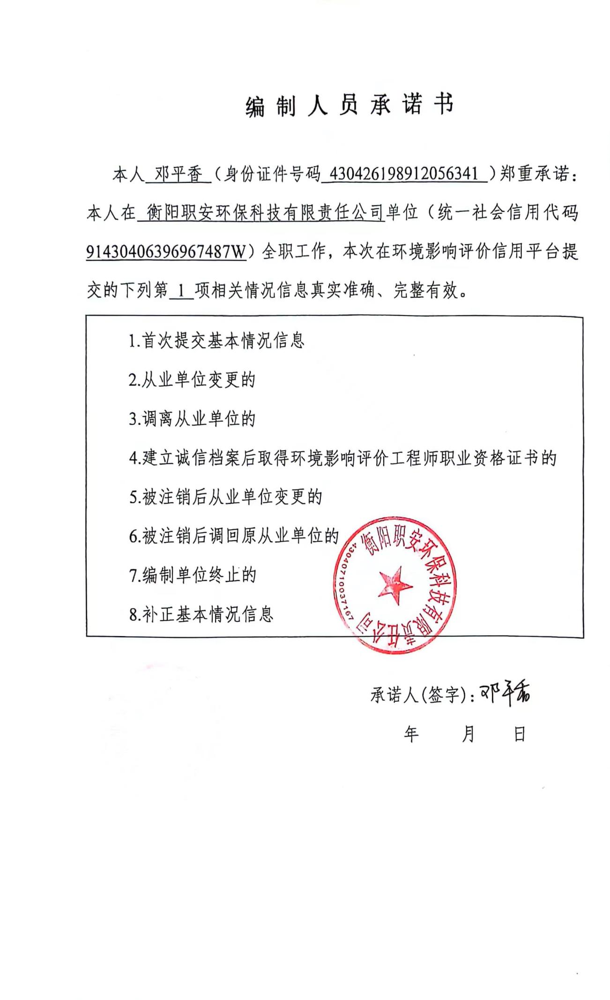 编制人员承诺书
本人 邓平香 （身份证件号码 430426198912056341 ）郑重承诺：
本人在 衡阳职安环保科技有限责任公司单位（统一社会信用代码
91430406396967487W）全职工作，本次在环境影响评价信用平台提
交的下列第 1 项相关情况信息真实准确、完整有效。
1.首次提交基本情况信息
2.从业单位变更的
3.调离从业单位的
4.建立诚信档案后取得环境影响评价工程师职业资格证书的
5.被注销后从业单位变更的
6.被注销后调回原从业单位的
7.编制单位终止的
8.补正基本情况信息
衡阳职安环保科技有限责任公司
43040710037167
承诺人(签字)：邓平香
年 月 日